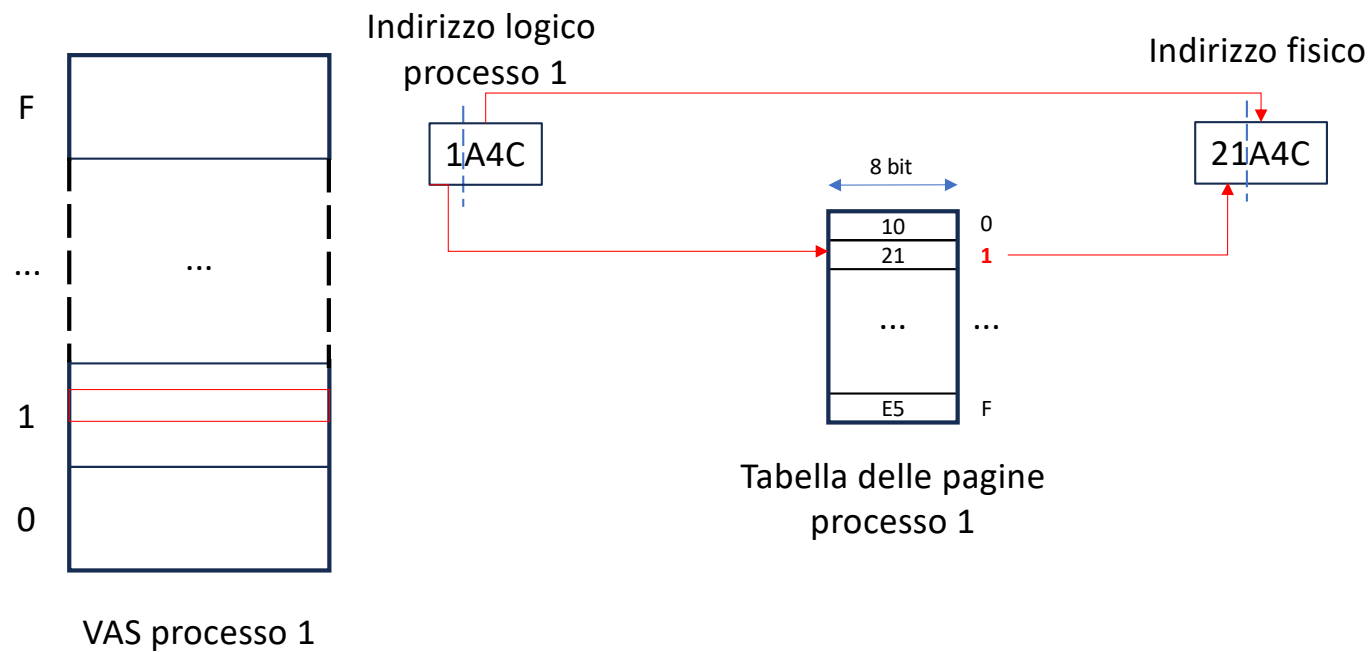 Indirizzo logico
processo 1
Indirizzo fisico
F
1A4C
21A4C
8 bit
10
0
21
1
...
...
...
...
1
E5
F
Tabella delle pagine
processo 1
0
VAS processo 1